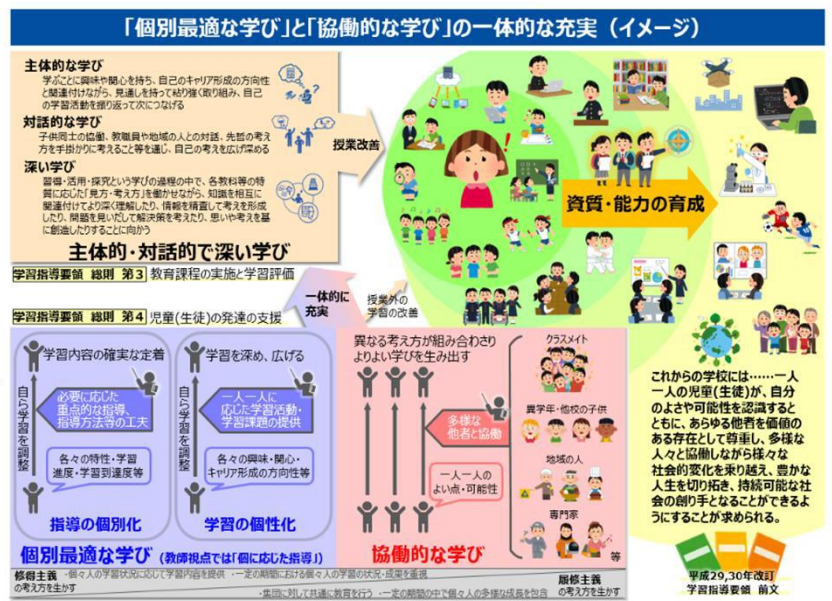 「個別最適な学び」と「協働的な学び」の一体的な充実（イメージ）
主体的な学び
学ぶことに興味や関心を持ち、自己のキャリア形成の方向性
と関連付けながら、見通しを持って粘り強く取り組み、自己
の学習活動を振り返って次につなげる
対話的な学び
子供同士の協働、教職員や地域の人との対話、先哲の考え
方を手掛かりに考えること等を通じ、自己の考えを広げ深める
深い学び
習得・活用・探究という学びの過程の中で、各教科等の特
質に応じた「見方・考え方」を働かせながら、知識を相互に
関連付けてより深く理解したり、情報を精査して考えを形成
したり、問題を見いだして解決策を考えたり、思いや考えを基
に創造したりすることに向かう
主体的・対話的で深い学び
授業改善
資質・能力の育成
学習指導要領 総則 第3 教育課程の実施と学習評価
一体的に
充実
授業外の
学習の改善
学習指導要領 総則 第4 児童(生徒)の発達の支援
学習内容の確実な定着
自ら学習を調整
必要に応じた
重点的な指導、
指導方法等の工夫
各々の特性・学習
進度・学習到達度等
指導の個別化
学習を深め、広げる
自ら学習を調整
一人一人に
応じた学習活動・
学習課題の提供
各々の興味・関心・
キャリア形成の方向性等
学習の個性化
個別最適な学び（教師視点では「個に応じた指導」）
異なる考え方が組み合わさり
よりよい学びを生み出す
多様な
他者と協働
一人一人の
よい点・可能性
クラスメイト
異学年・他校の子供
地域の人
専門家
等
協働的な学び
修得主義
の考え方を生かす
・個々人の学習状況に応じて学習内容を提供 ・一定の期間における個々人の学習の状況・成果を重視
・集団に対して共通に教育を行う ・一定の期間の中で個々人の多様な成長を包含
履修主義
の考え方を生かす
これからの学校には……一人
一人の児童(生徒)が、自分
のよさや可能性を認識すると
ともに、あらゆる他者を価値の
ある存在として尊重し、多様な
人々と協働しながら様々な
社会的変化を乗り越え、豊かな
人生を切り拓き、持続可能な社
会の創り手となることができるよ
うにすることが求められる。
平成29,30年改訂
学習指導要領 前文